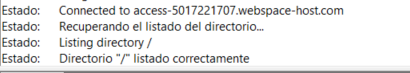 Estado: Connected to access-5017221707.webspace-host.com
Estado: Recuperando el listado del directorio...
Estado: Listing directory /
Estado: Directorio "/" listado correctamente